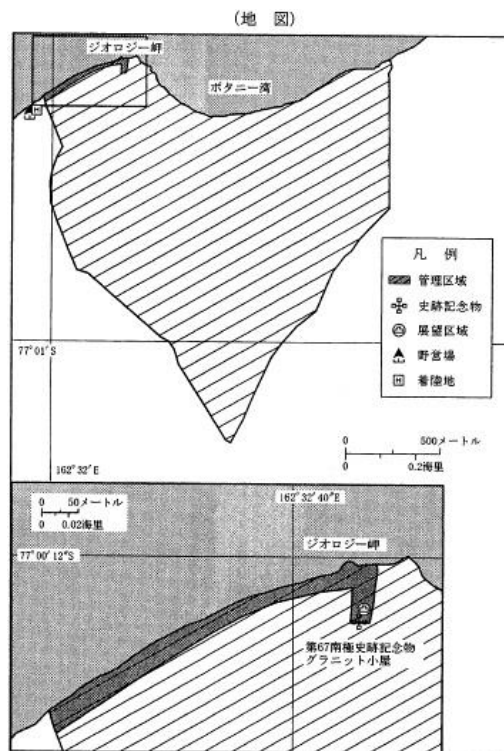 (地 図)
ジオロジー岬
ボタニー湾
凡 例
管理区域
史跡記念物
展望区域
野営場
H 着陸地
77°01′S
162°32′E
0 500メートル
0 0.2海里
0 50メートル
0 0.02海里
162°32′40″E
77°00′12″S
ジオロジー岬
第67南極史跡記念物
グラニット小屋